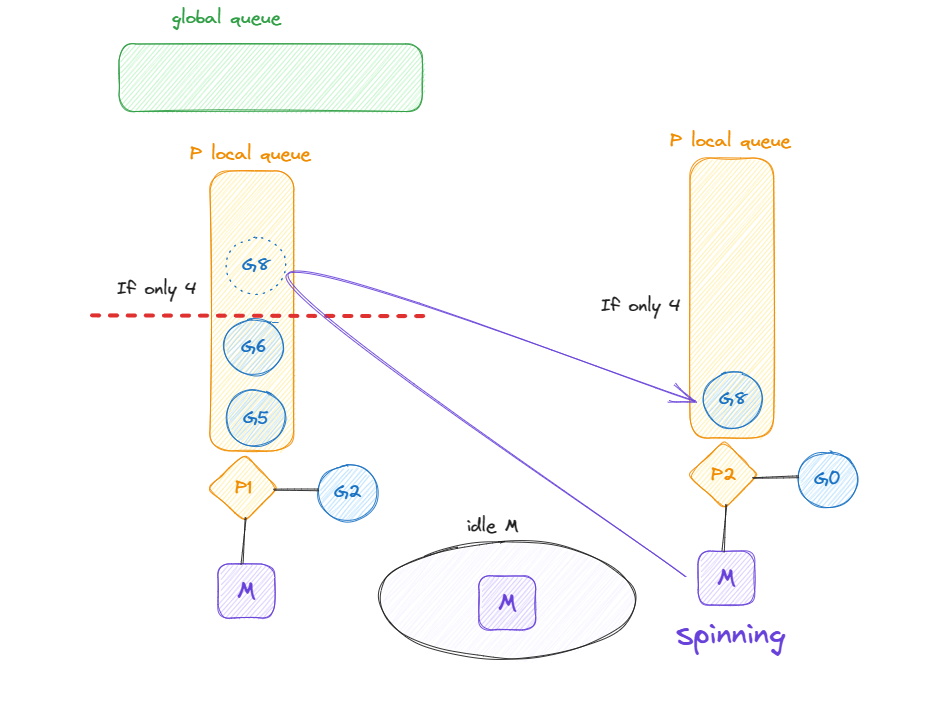 global queue
P local queue
P local queue
G8
If only 4
If only 4
G6
G8
G5
P1
G2
P2
G0
idle M
M
M
M
Spinning